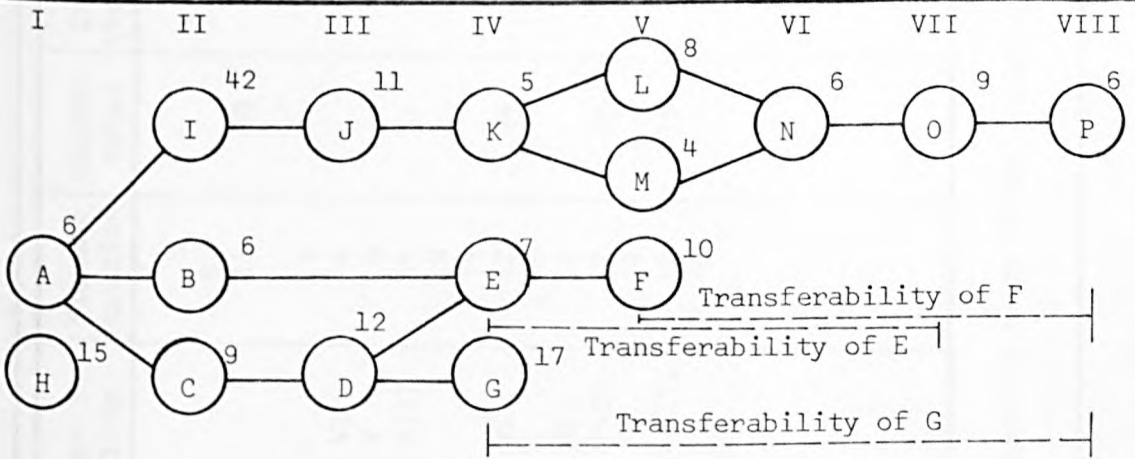 I II III IV V VI VII VIII
42 11 5 8 6 9 6
I J K L N O P
4
M
6 6 7 10
A B E F
Transferability of F
12
15 9 17
Transferability of E
H C D G
Transferability of G